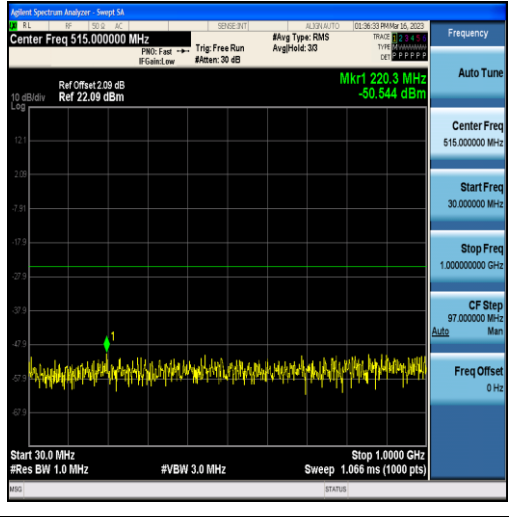 Agilent Spectrum Analyzer - Swept SA
RL RF 50 Ω AC SENSE:INT ALIGN AUTO 01:36:33 PM Mar 16, 2023
Center Freq 515.000000 MHz
PNO: Fast
IFGain:Low
Trig: Free Run
#Atten: 30 dB
#Avg Type: RMS
Avg|Hold: 3/3
TRACE 1 2 3 4 5 6
TYPE M W W W W W
DET P P P P P P
Ref Offset 2.09 dB
Ref 22.09 dBm
10 dB/div
Log
Mkr1 220.3 MHz
-50.544 dBm
12.1
2.09
-7.91
-17.9
-27.9
-37.9
-47.9
-57.9
-67.9
1
Start 30.0 MHz
#Res BW 1.0 MHz
#VBW 3.0 MHz
Stop 1.0000 GHz
Sweep 1.066 ms (1000 pts)
MSG
STATUS
Frequency
Auto Tune
Center Freq
515.000000 MHz
Start Freq
30.000000 MHz
Stop Freq
1.000000000 GHz
CF Step
97.000000 MHz
Auto Man
Freq Offset
0 Hz